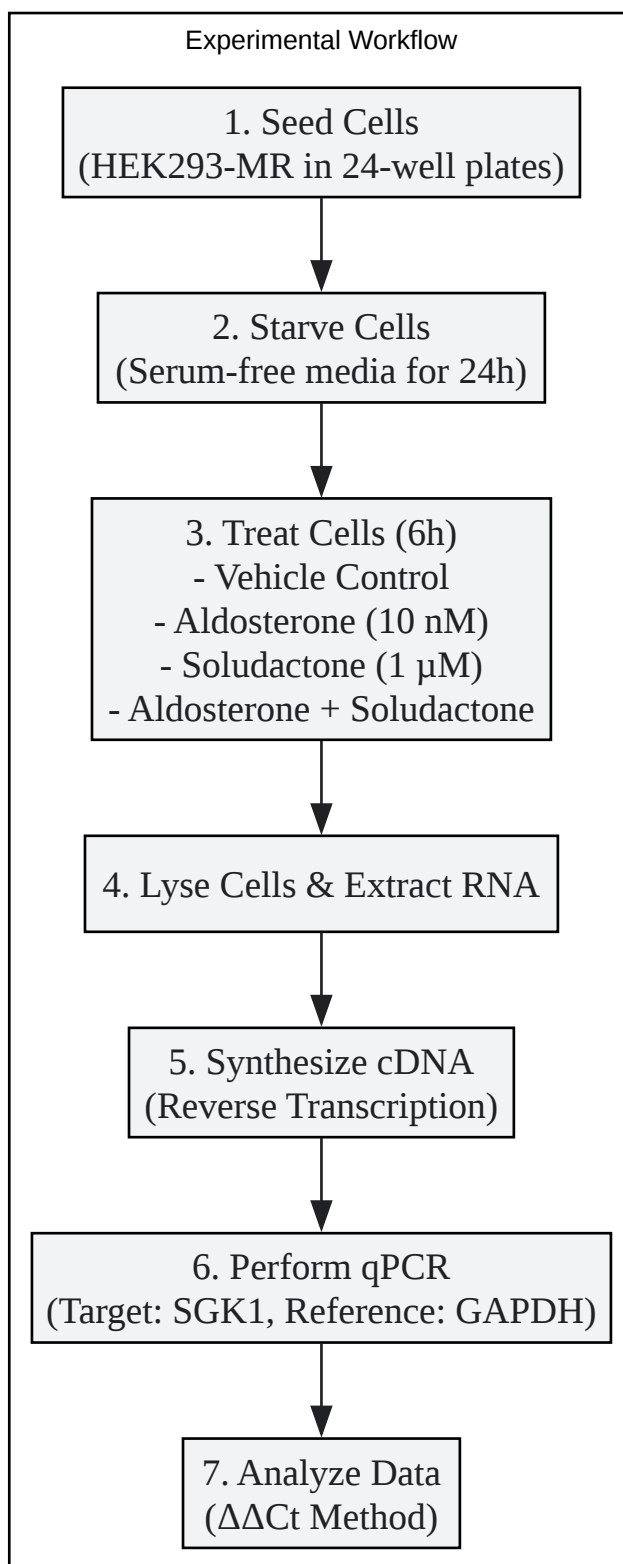 Experimental Workflow
1. Seed Cells
(HEK293-MR in 24-well plates)
2. Starve Cells
(Serum-free media for 24h)
3. Treat Cells (6h)
- Vehicle Control
- Aldosterone (10 nM)
- Soludactone (1 µM)
- Aldosterone + Soludactone
4. Lyse Cells & Extract RNA
5. Synthesize cDNA
(Reverse Transcription)
6. Perform qPCR
(Target: SGK1, Reference: GAPDH)
7. Analyze Data
(ΔΔCt Method)